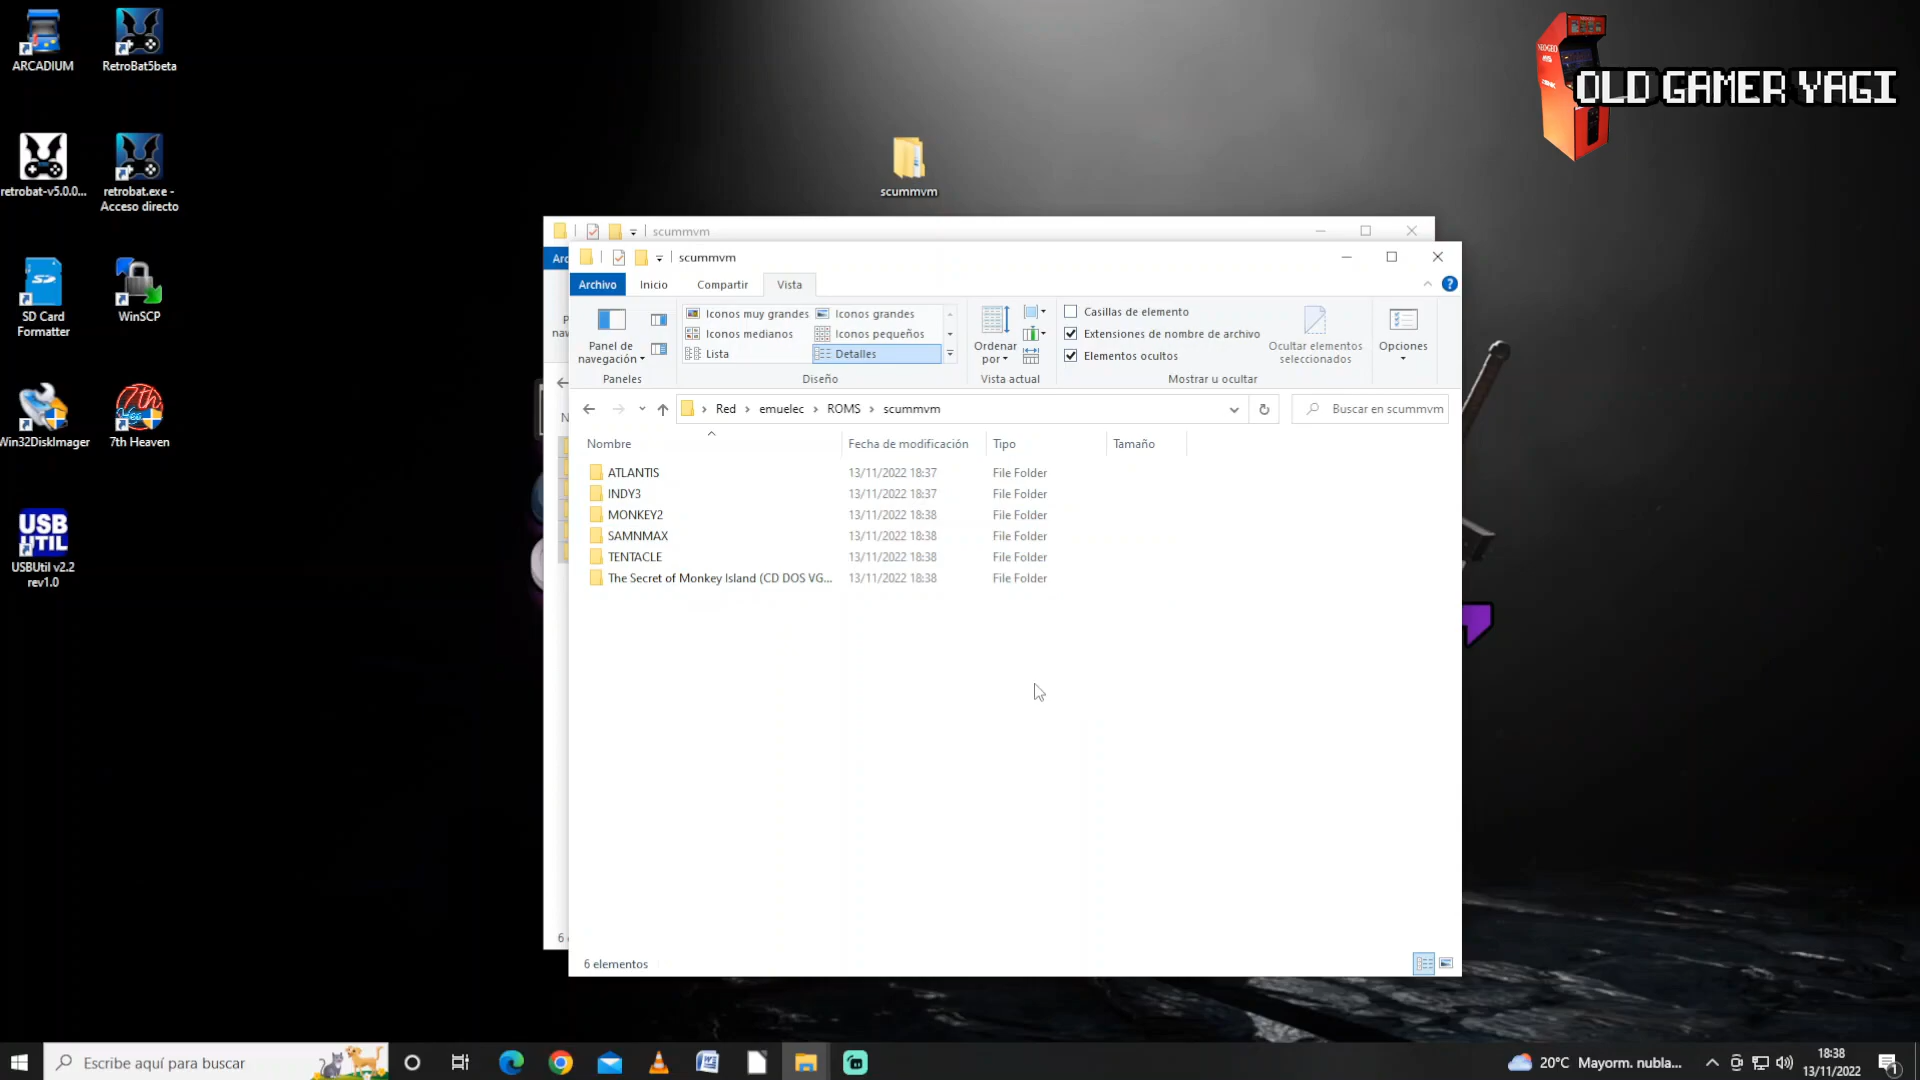 ARCADIUM
RetroBat5beta
OLD GAMER YAGI
retrobat-v5.0.0...
retrobat.exe -
Acceso directo
scummvm
SD Card
Formatter
WinSCP
Win32DiskImager
7th Heaven
USB
UTIL
USBUtil v2.2
rev1.0
scummvm
scummvm
Archivo
Inicio
Compartir
Vista
Panel de
navegación
Paneles
Iconos muy grandes
Iconos grandes
Iconos medianos
Iconos pequeños
Lista
Detalles
Diseño
Ordenar
por
Vista actual
Casillas de elemento
Extensiones de nombre de archivo
Elementos ocultos
Ocultar elementos
seleccionados
Mostrar u ocultar
Opciones
Red > emuelec > ROMS > scummvm
Buscar en scummvm
Nombre
Fecha de modificación
Tipo
Tamaño
ATLANTIS 13/11/2022 18:37 File Folder
INDY3 13/11/2022 18:37 File Folder
MONKEY2 13/11/2022 18:38 File Folder
SAMNMAX 13/11/2022 18:38 File Folder
TENTACLE 13/11/2022 18:38 File Folder
The Secret of Monkey Island (CD DOS VG... 13/11/2022 18:38 File Folder
6 elementos
Escribe aquí para buscar
20°C Mayorm. nubla...
18:38
13/11/2022